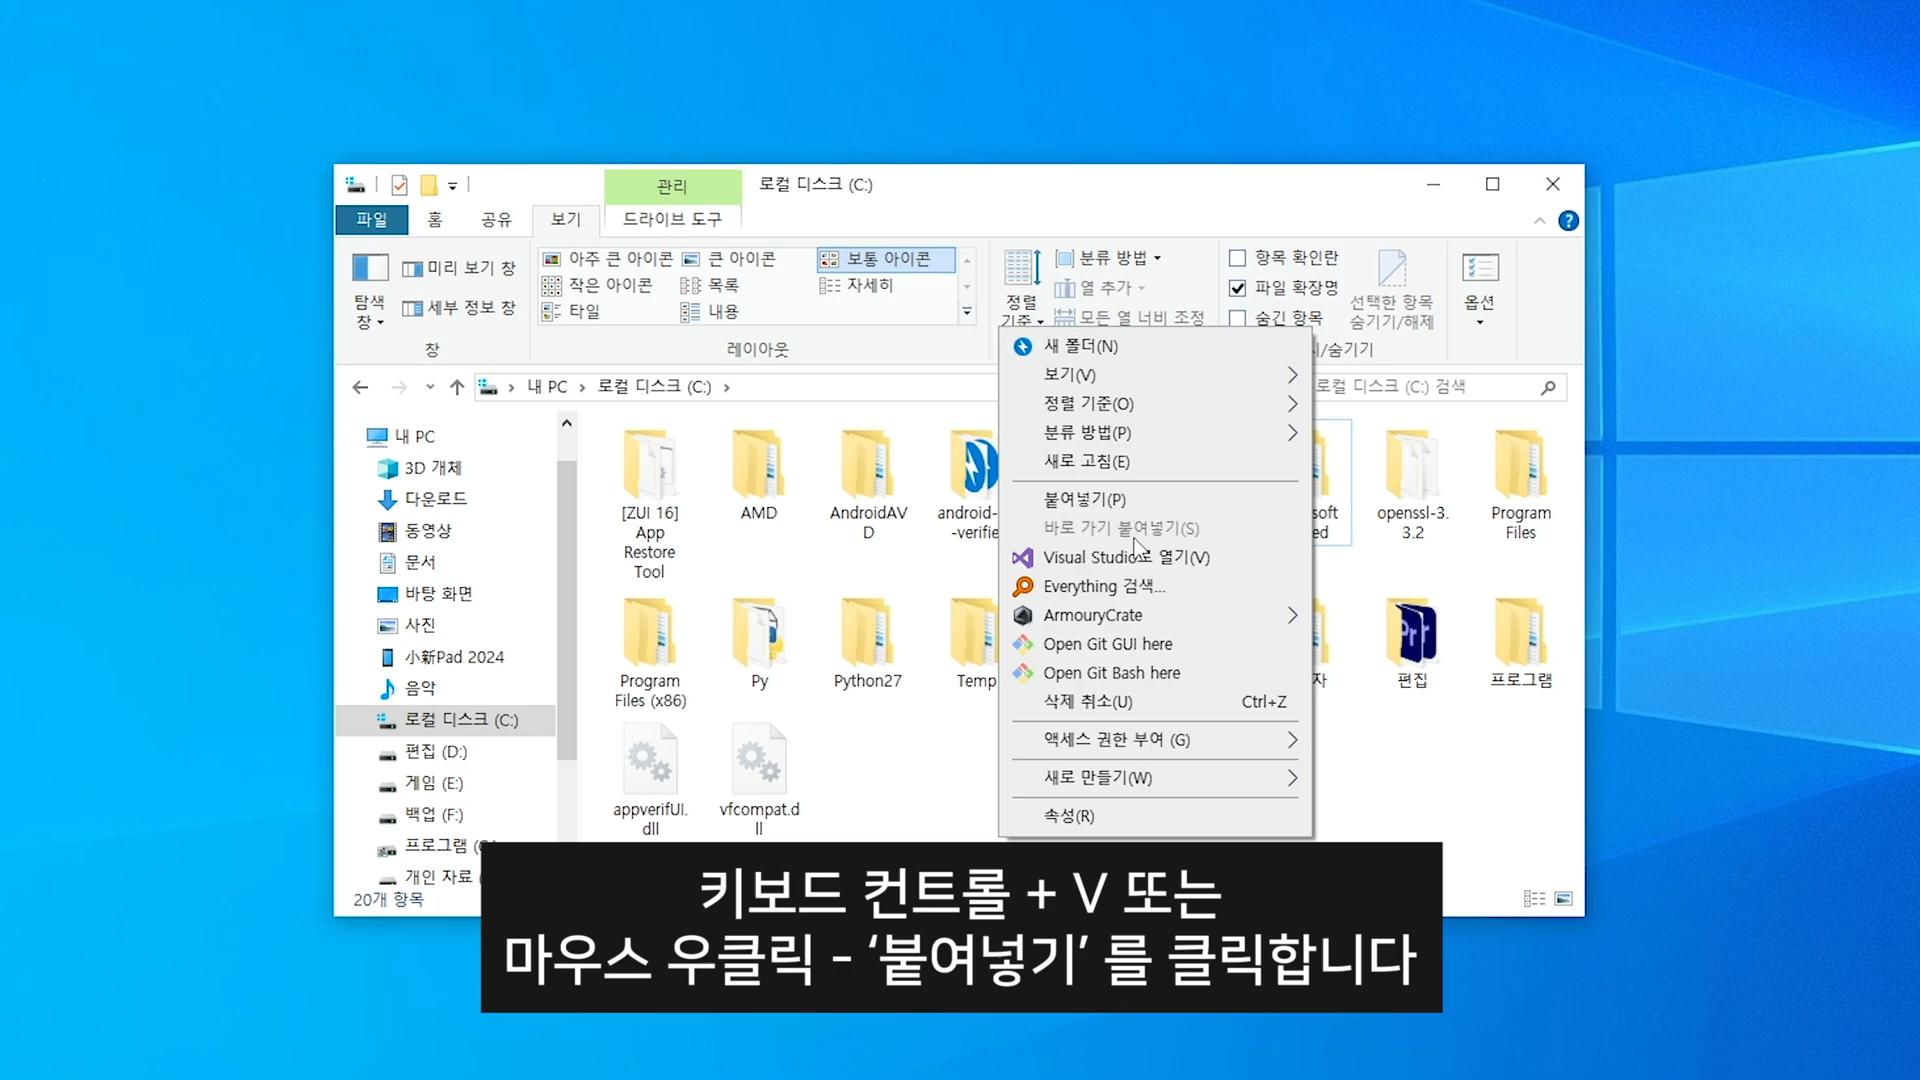 관리
로컬 디스크 (C:)
파일
홈
공유
보기
드라이브 도구
탐색
창
미리 보기 창
세부 정보 창
창
아주 큰 아이콘
큰 아이콘
보통 아이콘
작은 아이콘
목록
자세히
타일
내용
레이아웃
정렬
기준
분류 방법
열 추가
모든 열 너비 조정
항목 확인란
파일 확장명
숨긴 항목
선택한 항목
숨기기/해제
/숨기기
옵션
내 PC
로컬 디스크 (C:)
로컬 디스크 (C:) 검색
내 PC
3D 개체
다운로드
동영상
문서
바탕 화면
사진
小新Pad 2024
음악
로컬 디스크 (C:)
편집 (D:)
게임 (E:)
백업 (F:)
프로그램
개인 자료
20개 항목
[ZUI 16]
App
Restore
Tool
AMD
AndroidAV
D
android-
-verifie
soft
ed
openssl-3.
3.2
Program
Files
Program
Files (x86)
Py
Python27
Temp
자
편집
프로그램
appverifUI.
dll
vfcompat.d
ll
새 폴더(N)
보기(V)
정렬 기준(O)
분류 방법(P)
새로 고침(E)
붙여넣기(P)
바로 가기 붙여넣기(S)
Visual Studio로 열기(V)
Everything 검색...
ArmouryCrate
Open Git GUI here
Open Git Bash here
삭제 취소(U) Ctrl+Z
액세스 권한 부여 (G)
새로 만들기(W)
속성(R)
키보드 컨트롤 + V 또는
마우스 우클릭 - ‘붙여넣기’ 를 클릭합니다